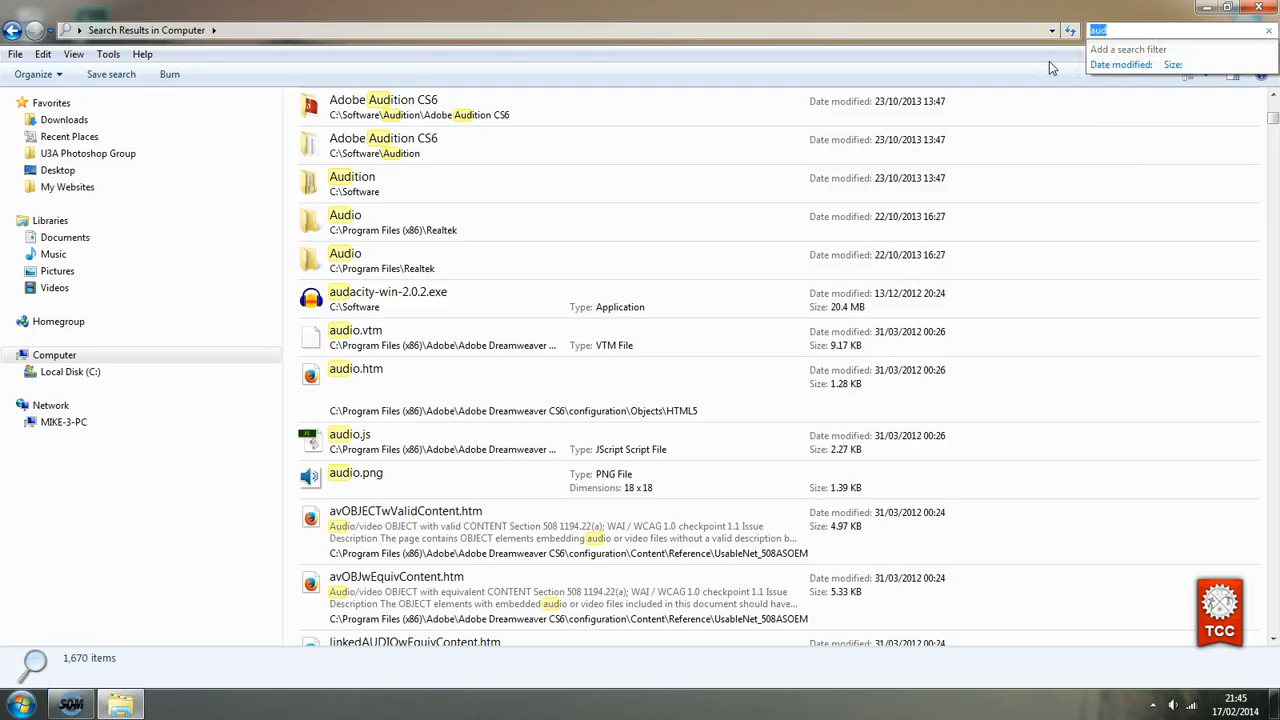 Search Results in Computer
aud
File Edit View Tools Help
Add a search filter
Date modified: Size:
Organize Save search Burn
Favorites
Downloads
Recent Places
U3A Photoshop Group
Desktop
My Websites
Libraries
Documents
Music
Pictures
Videos
Homegroup
Computer
Local Disk (C:)
Network
MIKE-3-PC
Adobe Audition CS6 Date modified: 23/10/2013 13:47
C:\Software\Audition\Adobe Audition CS6
Adobe Audition CS6 Date modified: 23/10/2013 13:47
C:\Software\Audition
Audition Date modified: 23/10/2013 13:47
C:\Software
Audio Date modified: 22/10/2013 16:27
C:\Program Files (x86)\Realtek
Audio Date modified: 22/10/2013 16:27
C:\Program Files\Realtek
audacity-win-2.0.2.exe Date modified: 13/12/2012 20:24
C:\Software Type: Application Size: 20.4 MB
audio.vtm Date modified: 31/03/2012 00:26
C:\Program Files (x86)\Adobe\Adobe Dreamweaver ... Type: VTM File Size: 9.17 KB
audio.htm Date modified: 31/03/2012 00:26
Size: 1.28 KB
C:\Program Files (x86)\Adobe\Adobe Dreamweaver CS6\configuration\Objects\HTML5
audio.js Date modified: 31/03/2012 00:26
C:\Program Files (x86)\Adobe\Adobe Dreamweaver ... Type: JScript Script File Size: 2.27 KB
audio.png Type: PNG File Date modified: 31/03/2012 00:26
Dimensions: 18 x 18 Size: 1.39 KB
avOBJECTwValidContent.htm Date modified: 31/03/2012 00:24
Audio/video OBJECT with valid CONTENT Section 508 1194.22(a); WAI / WCAG 1.0 checkpoint 1.1 Issue Size: 4.97 KB
Description The page contains OBJECT elements embedding audio or video files without a valid description b...
C:\Program Files (x86)\Adobe\Adobe Dreamweaver CS6\configuration\Content\Reference\UsableNet_508ASOEM
avOBJwEquivContent.htm Date modified: 31/03/2012 00:24
Audio/video OBJECT with equivalent CONTENT Section 508 1194.22(a); WAI / WCAG 1.0 checkpoint 1.1 Issue Size: 5.33 KB
Description The OBJECT elements with embedded audio or video files included in this document should have...
C:\Program Files (x86)\Adobe\Adobe Dreamweaver CS6\configuration\Content\Reference\UsableNet_508ASOEM
linkedAUDIOwEquivContent.htm
TCC
1,670 items
SOM
21:45
17/02/2014